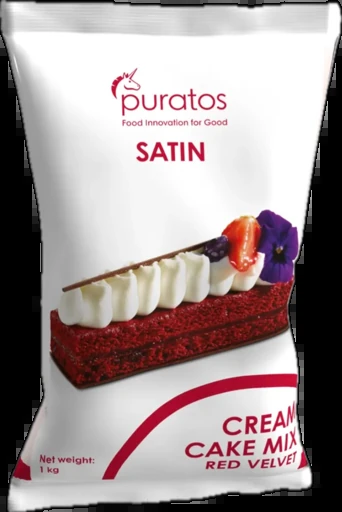 puratos
Food Innovation for Good
SATIN
CREAM
CAKE MIX
RED VELVET
Net weight:
1 kg